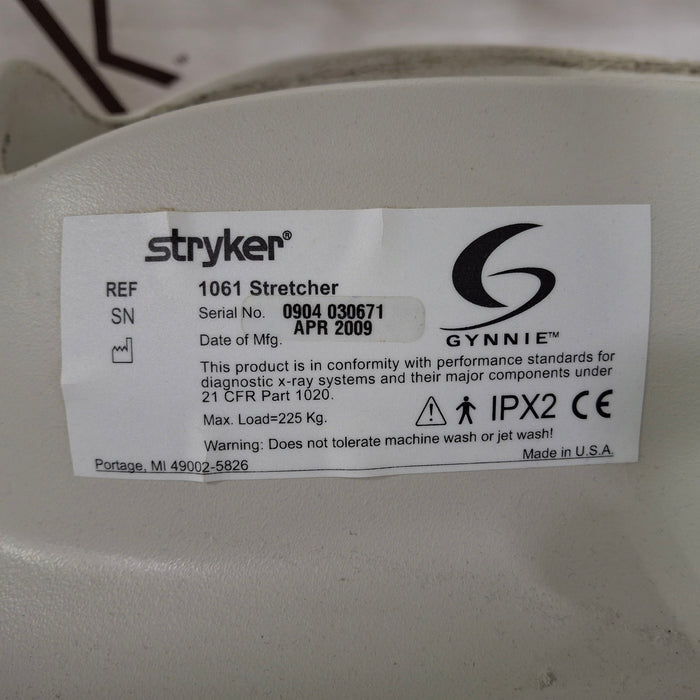 stryker®
GYNNIE™
REF 1061 Stretcher
SN Serial No. 0904 030671
Date of Mfg. APR 2009
This product is in conformity with performance standards for
diagnostic x-ray systems and their major components under
21 CFR Part 1020.
Max. Load=225 Kg.
IPX2 CE
Warning: Does not tolerate machine wash or jet wash!
Portage, MI 49002-5826
Made in U.S.A.